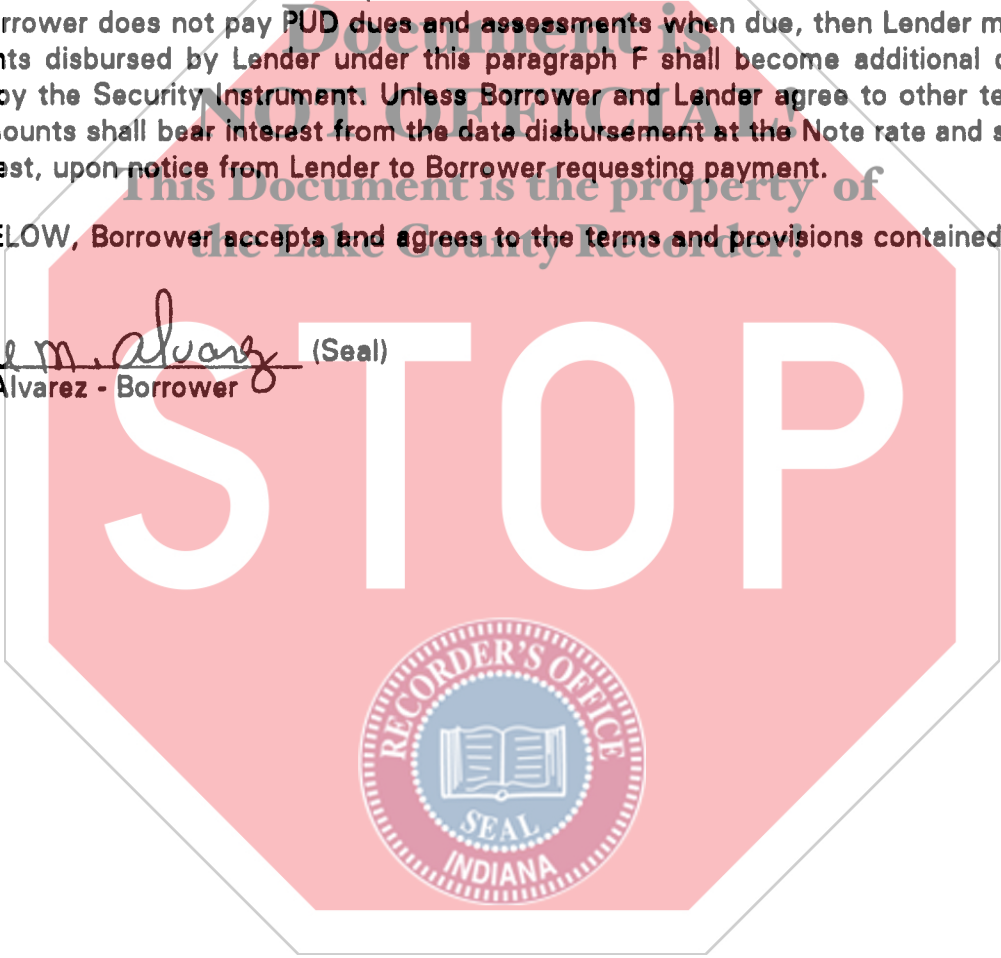 Document is
rrower does not pay PUD dues and assessments when due, then Lender m
nts disbursed by Lender under this paragraph F shall become additional
by the Security Instrument. Unless Borrower and Lender agree to other te
NOT OFFICIAL!
ounts shall bear interest from the date disbursement at the Note rate and s
est, upon notice from Lender to Borrower requesting payment.
This Document is the property of
ELOW, Borrower accepts and agrees to the terms and provisions contained
the Lake County Recorder!
m. alvarez (Seal)
Alvarez - Borrower
STOP
RECORDER'S OFFICE
SEAL
INDIANA